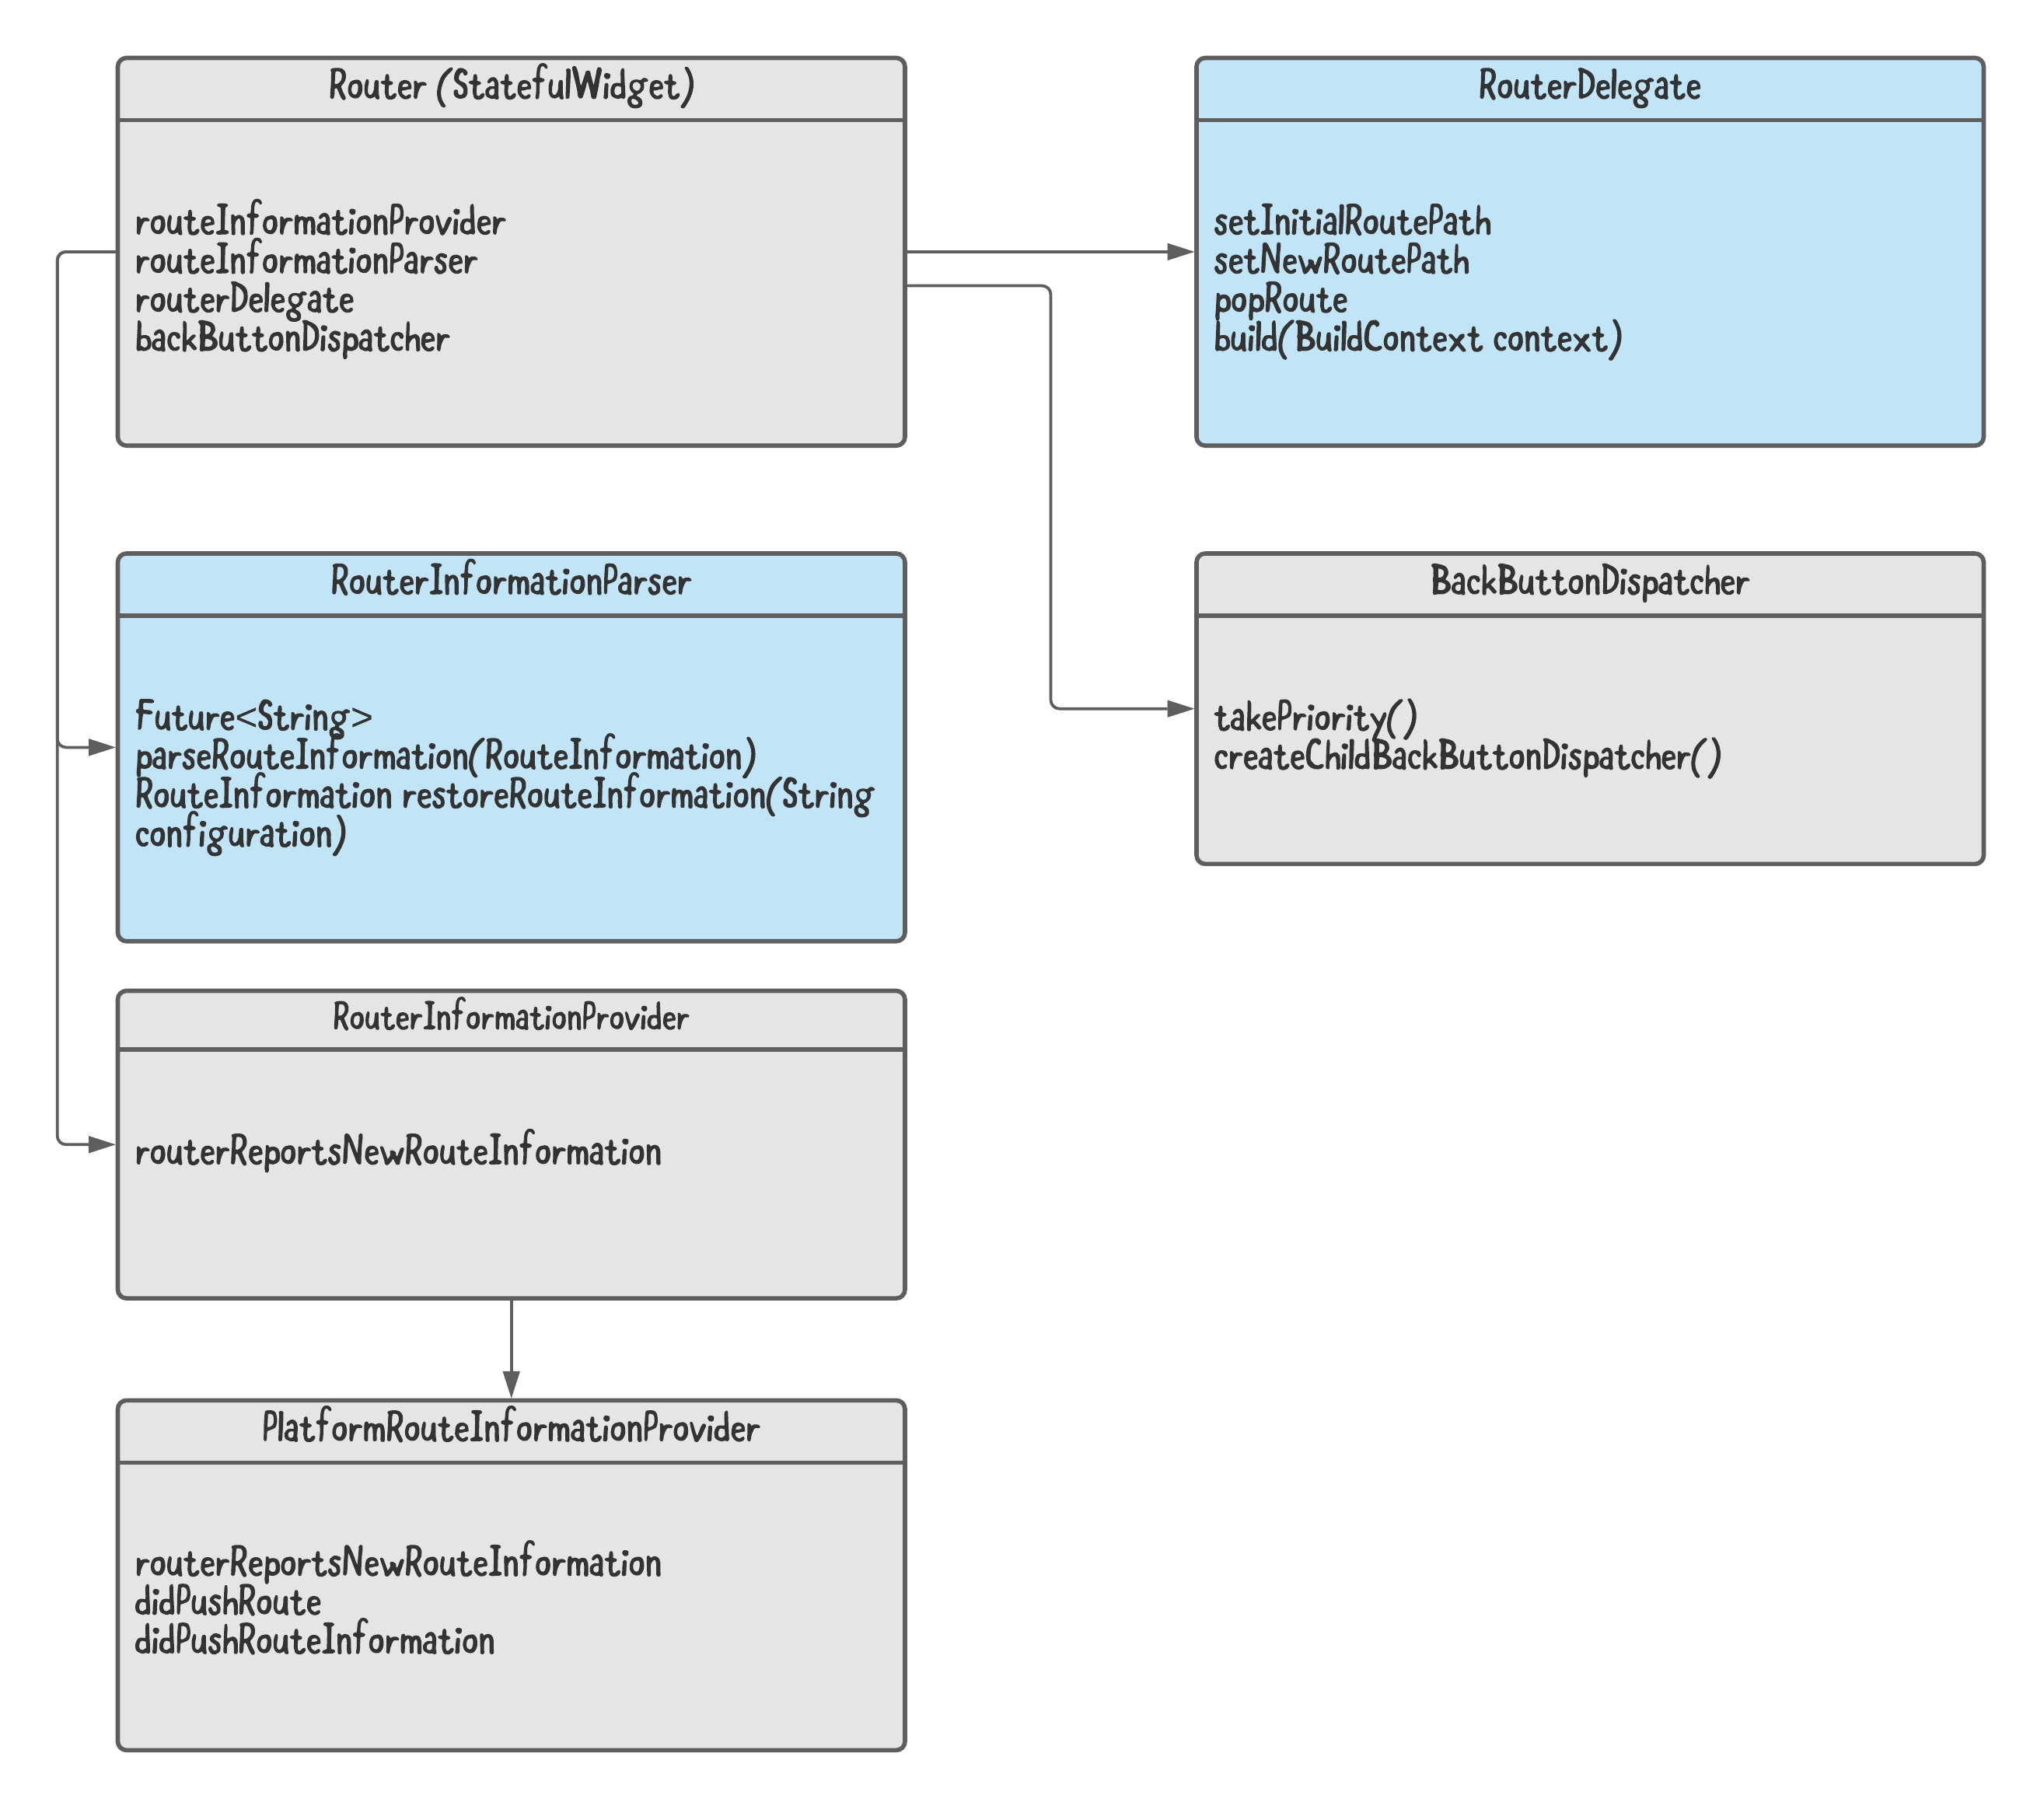 Router (StatefulWidget)
routeInformationProvider
routeInformationParser
routerDelegate
backButtonDispatcher
RouterDelegate
setInitialRoutePath
setNewRoutePath
popRoute
build(BuildContext context)
RouterInformationParser
Future<String>
parseRouteInformation(RouteInformation)
RouteInformation restoreRouteInformation(String
configuration)
BackButtonDispatcher
takePriority()
createChildBackButtonDispatcher()
RouterInformationProvider
routerReportsNewRouteInformation
PlatformRouteInformationProvider
routerReportsNewRouteInformation
didPushRoute
didPushRouteInformation